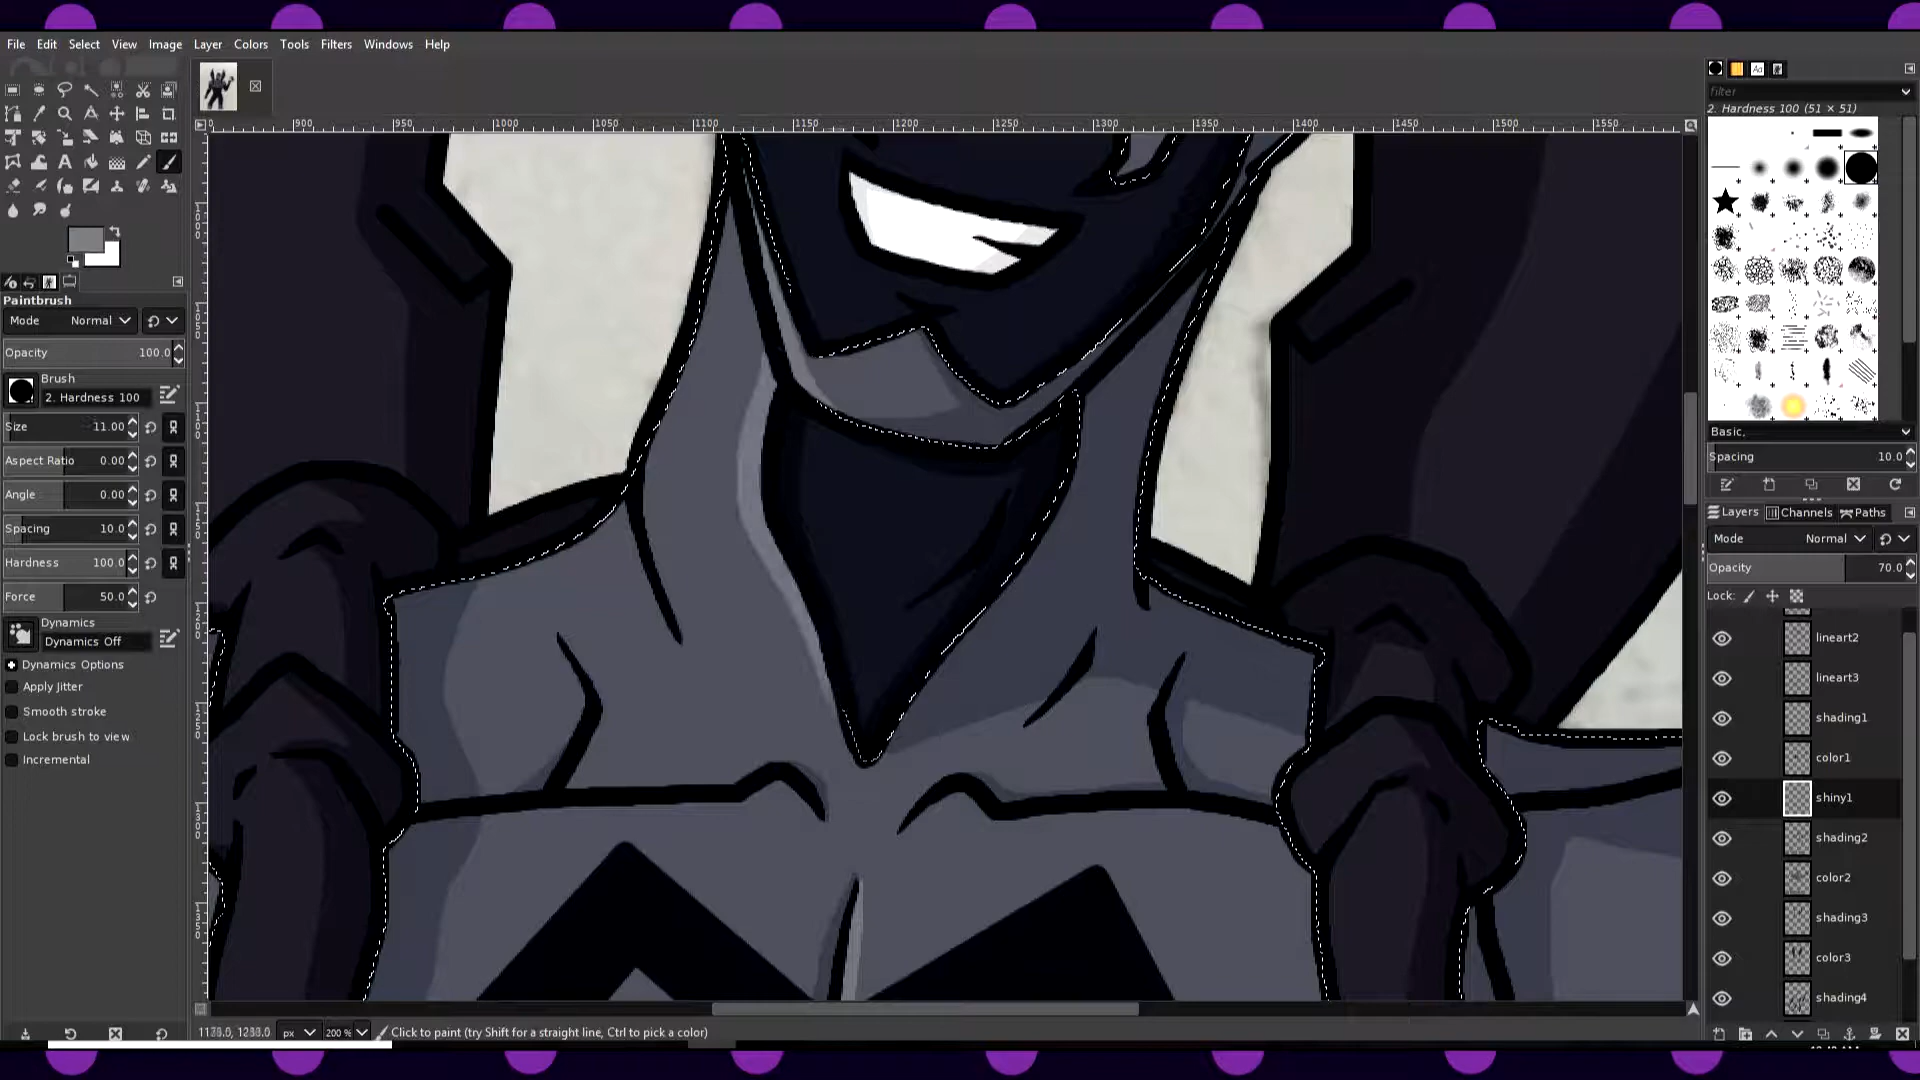 File Edit Select View Image Layer Colors Tools Filters Windows Help
filter
2. Hardness 100 (51 × 51)
900 950 1000 1050 1100 1150 1200 1250 1300 1350 1400 1450 1500 1550
Paintbrush
Mode Normal
Opacity 100.0
Brush
2. Hardness 100
Size 11.00
Aspect Ratio 0.00
Angle 0.00
Spacing 10.0
Hardness 100.0
Force 50.0
Dynamics
Dynamics Off
Dynamics Options
Apply Jitter
Smooth stroke
Lock brush to view
Incremental
Basic,
Spacing 10.0
Layers Channels Paths
Mode Normal
Opacity 70.0
Lock:
lineart2
lineart3
shading1
color1
shiny1
shading2
color2
shading3
color3
shading4
px 200 % Click to paint (try Shift for a straight line, Ctrl to pick a color)